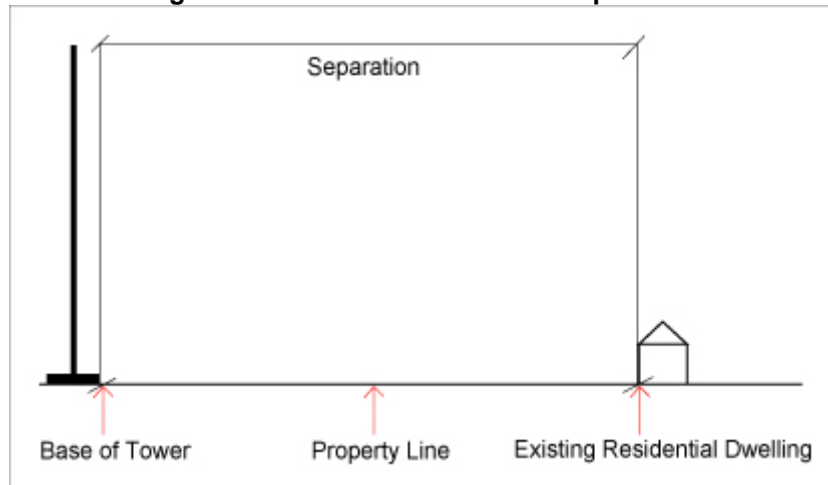 Separation
Base of Tower
Property Line
Existing Residential Dwelling